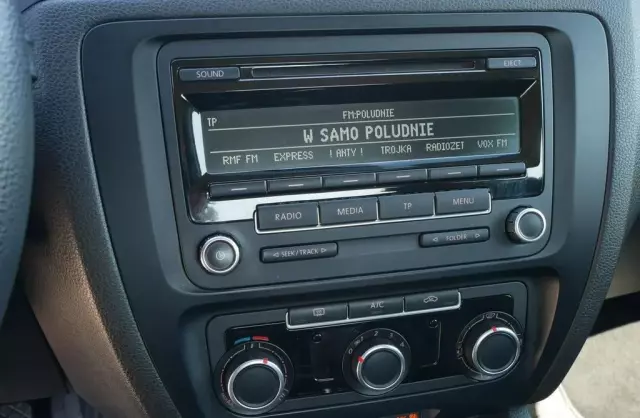 SOUND EJECT
FM:POLUDNIE
TP
W SAMO POLUDNIE
RMF FM EXPRESS !ANTY! TROJKA RADIOZET VOX FM
RADIO MEDIA TP MENU
◁ SEEK / TRACK ▷ ◁ FOLDER ▷
A/C